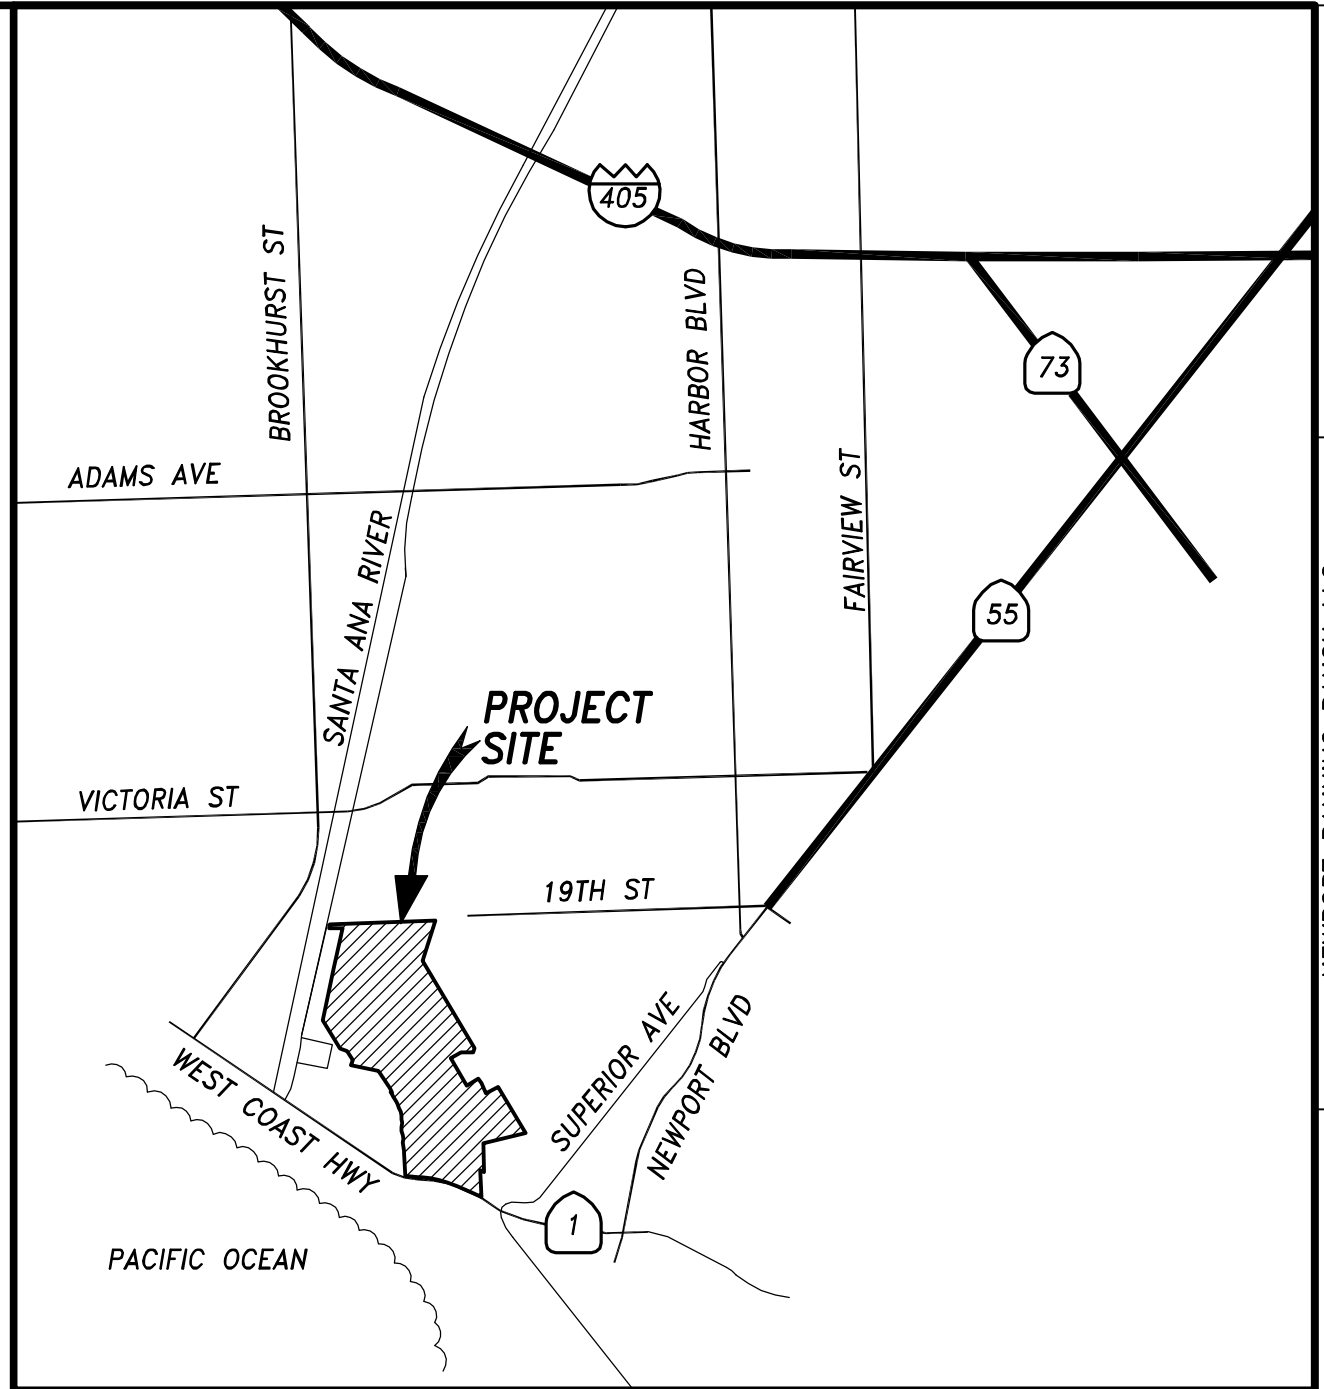 405
BROOKHURST ST
HARBOR BLVD
73
ADAMS AVE
FAIRVIEW ST
SANTA ANA RIVER
55
PROJECT
SITE
VICTORIA ST
19TH ST
SUPERIOR AVE
NEWPORT BLVD
WEST COAST HWY
1
PACIFIC OCEAN